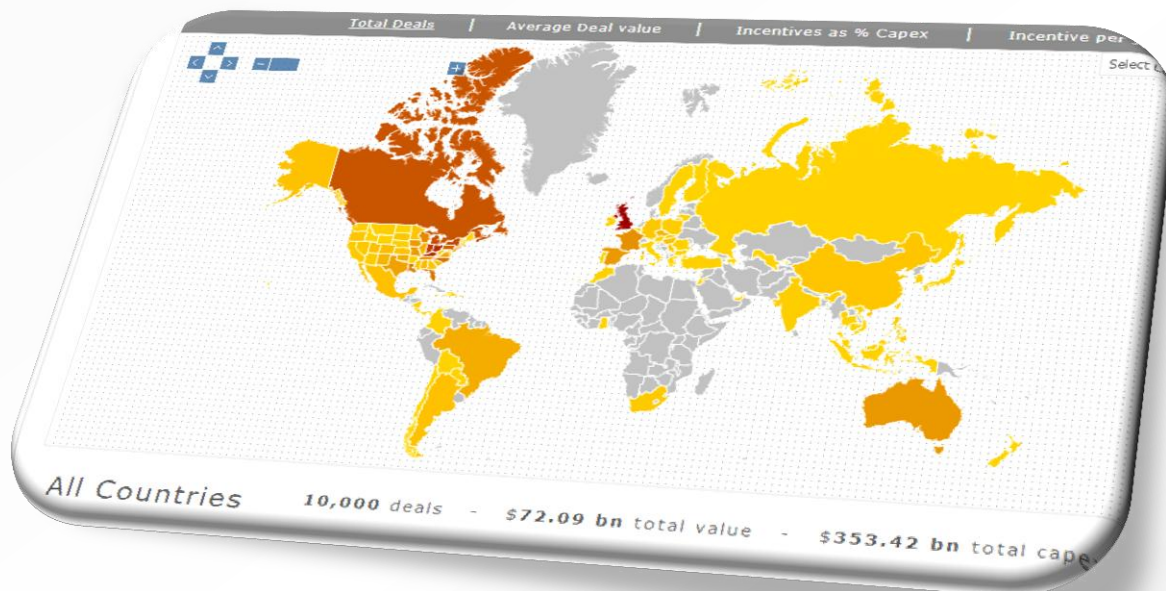 Total Deals | Average Deal value | Incentives as % Capex | Incentive per
Select
All Countries 10,000 deals - $72.09 bn total value - $353.42 bn total capex